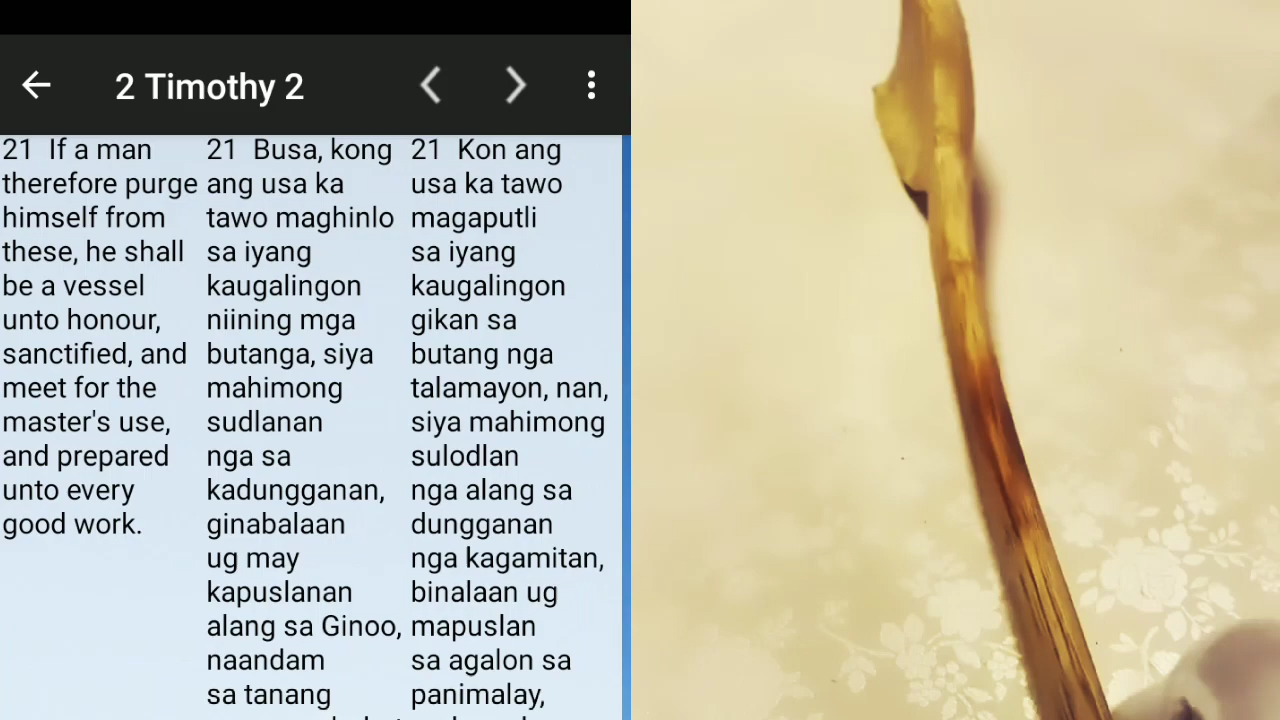 2 Timothy 2
21 If a man
therefore purge
himself from
these, he shall
be a vessel
unto honour,
sanctified, and
meet for the
master's use,
and prepared
unto every
good work.
21 Busa, kong
ang usa ka
tawo maghinlo
sa iyang
kaugalingon
niining mga
butanga, siya
mahimong
sudlanan
nga sa
kadungganan,
ginabalaan
ug may
kapuslanan
alang sa Ginoo,
naandam
sa tanang
21 Kon ang
usa ka tawo
magaputli
sa iyang
kaugalingon
gikan sa
butang nga
talamayon, nan,
siya mahimong
sulodlan
nga alang sa
dungganan
nga kagamitan,
binalaan ug
mapuslan
sa agalon sa
panimalay,